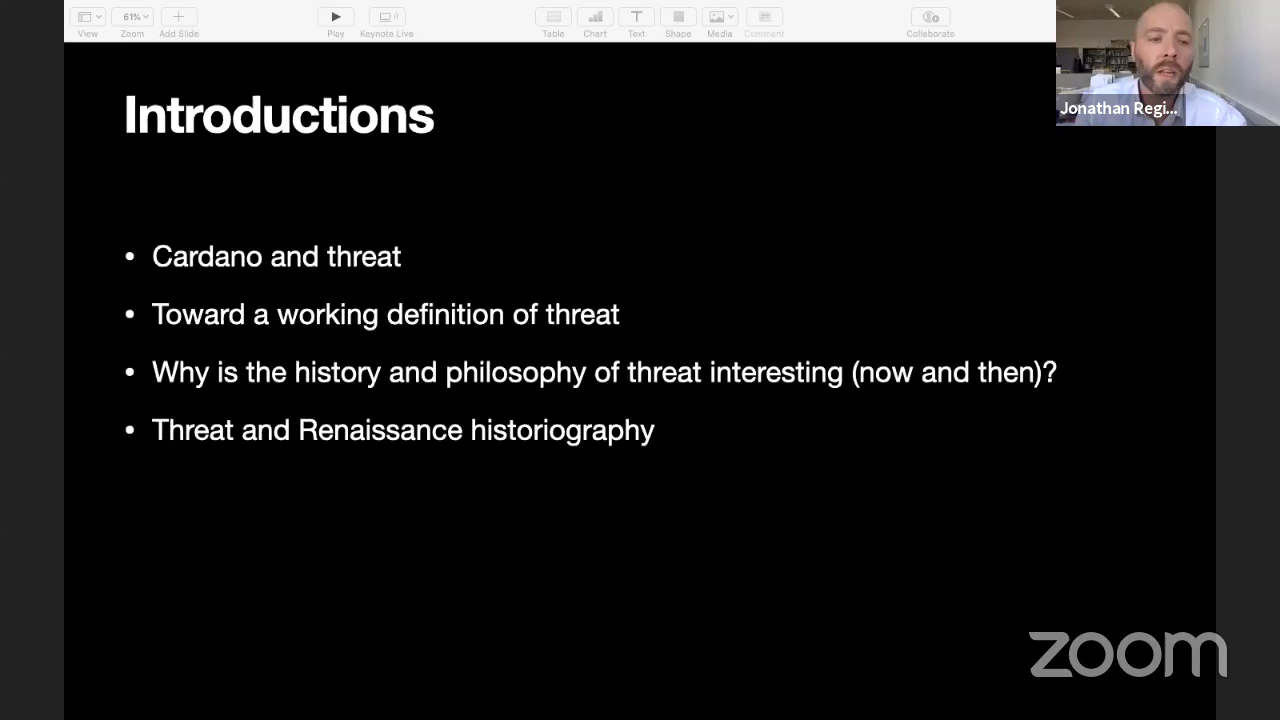 61%
View
Zoom
Add Slide
Play
Keynote Live
Table
Chart
Text
Shape
Media
Comment
Collaborate
Jonathan Regi...
Introductions
• Cardano and threat
• Toward a working definition of threat
• Why is the history and philosophy of threat interesting (now and then)?
• Threat and Renaissance historiography
zoom